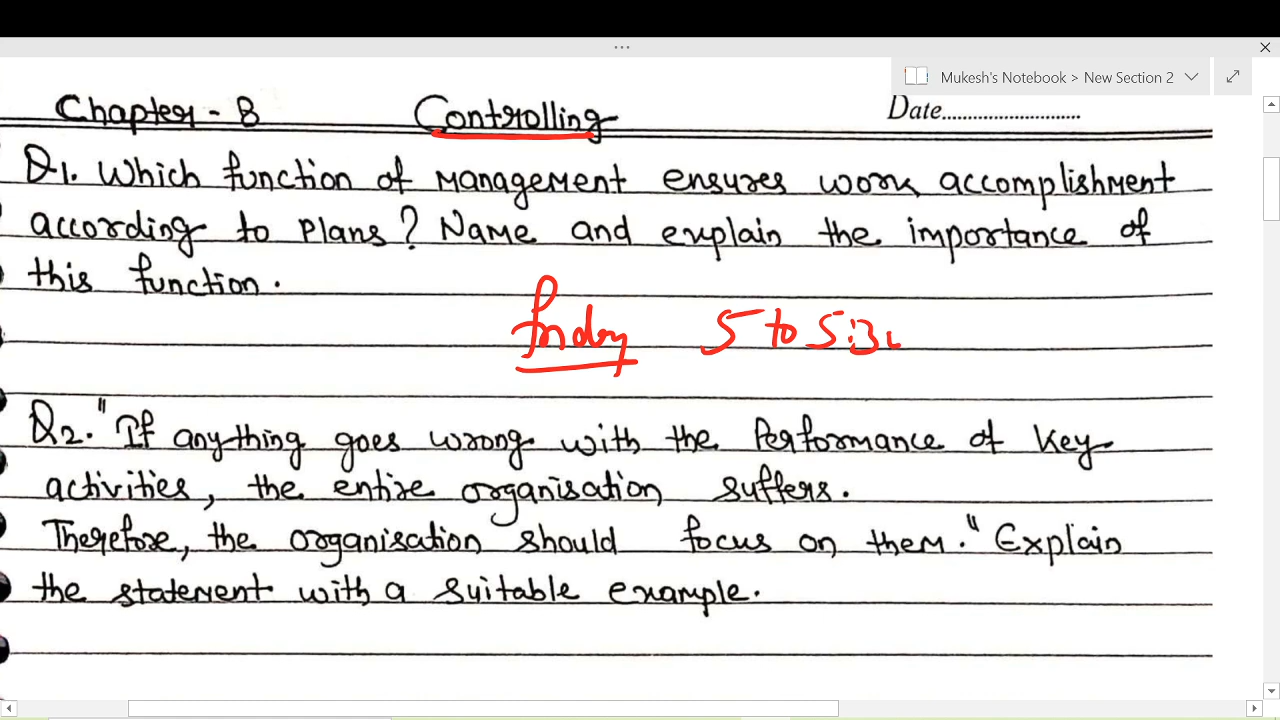 Mukesh's Notebook > New Section 2
Chapter - 8 Controlling Date..........................
Q1. Which function of management ensures work accomplishment
according to plans? Name and explain the importance of
this function.
friday 5 to 5:30
Q2. "If anything goes wrong with the Performance of Key
activities, the entire organisation suffers.
Therefore, the organisation should focus on them." Explain
the statement with a suitable example.